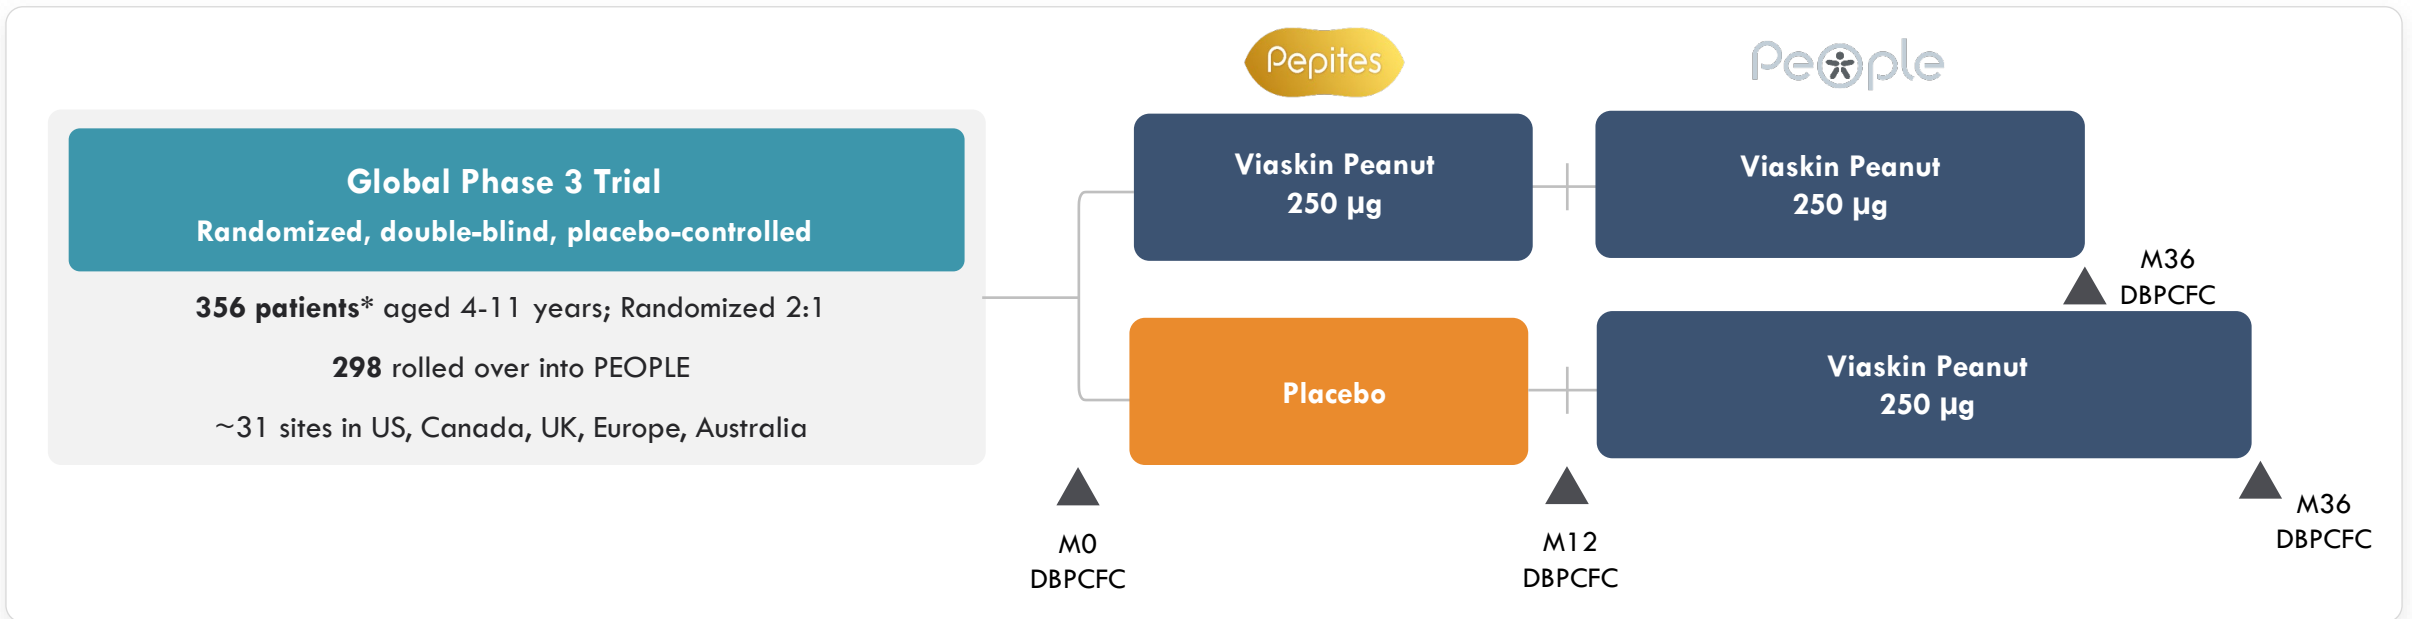 Global Phase 3 Trial
Randomized, double-blind, placebo-controlled
356 patients* aged 4-11 years; Randomized 2:1
298 rolled over into PEOPLE
~31 sites in US, Canada, UK, Europe, Australia
Pepites
People
Viaskin Peanut
250 µg
Viaskin Peanut
250 µg
M36
DBPCFC
Placebo
Viaskin Peanut
250 µg
M0
DBPCFC
M12
DBPCFC
M36
DBPCFC